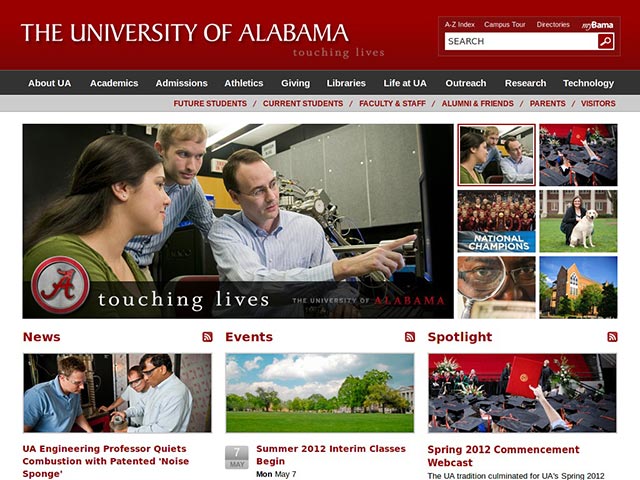 THE UNIVERSITY OF ALABAMA
touching lives
A-Z Index Campus Tour Directories myBama
SEARCH
About UA Academics Admissions Athletics Giving Libraries Life at UA Outreach Research Technology
FUTURE STUDENTS / CURRENT STUDENTS / FACULTY & STAFF / ALUMNI & FRIENDS / PARENTS / VISITORS
NATIONAL
CHAMPIONS
A touching lives THE UNIVERSITY OF ALABAMA
News Events Spotlight
UA Engineering Professor Quiets
Combustion with Patented 'Noise
Sponge'
7
MAY
Summer 2012 Interim Classes
Begin
Mon May 7
Spring 2012 Commencement
Webcast
The UA tradition culminated for UA's Spring 2012